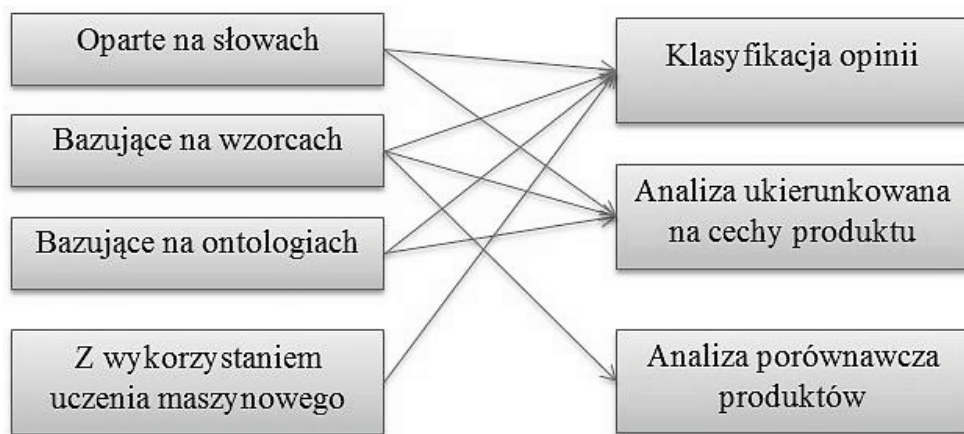 Oparte na słowach
Bazujące na wzorcach
Bazujące na ontologiach
Z wykorzystaniem
uczenia maszynowego
Klasyfikacja opinii
Analiza ukierunkowana
na cechy produktu
Analiza porównawcza
produktów